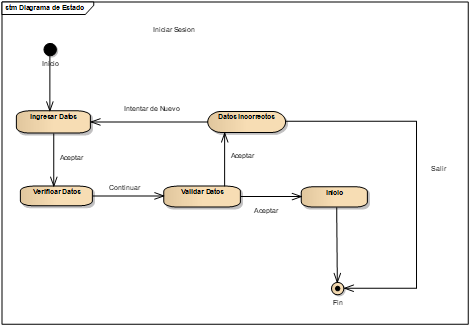 stm Diagrama de Estado
Iniciar Sesion
Inicio
Ingresar Datos
Intentar de Nuevo
Datos Incorrectos
Aceptar
Aceptar
Salir
Verificar Datos
Continuar
Validar Datos
Aceptar
Inicio
Fin